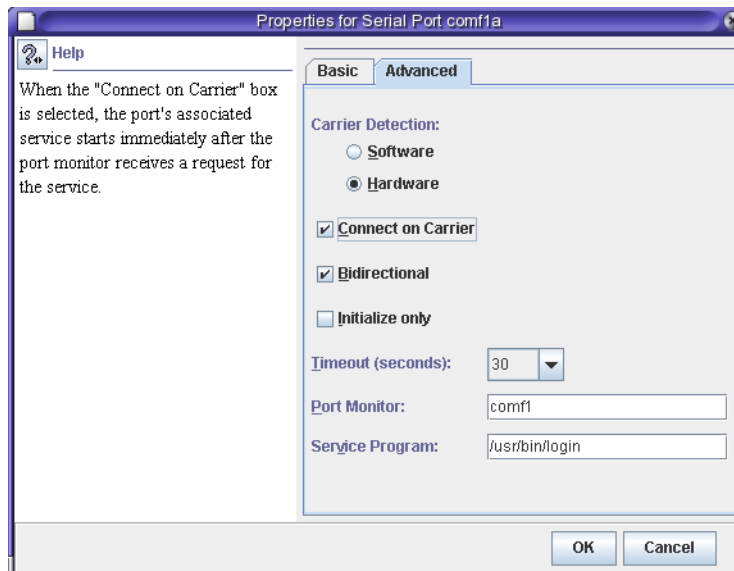 Properties for Serial Port comf1a
Help
When the "Connect on Carrier" box
is selected, the port's associated
service starts immediately after the
port monitor receives a request for
the service.
Basic
Advanced
Carrier Detection:
Software
Hardware
Connect on Carrier
Bidirectional
Initialize only
Timeout (seconds):
30
Port Monitor:
comf1
Service Program:
/usr/bin/login
OK
Cancel